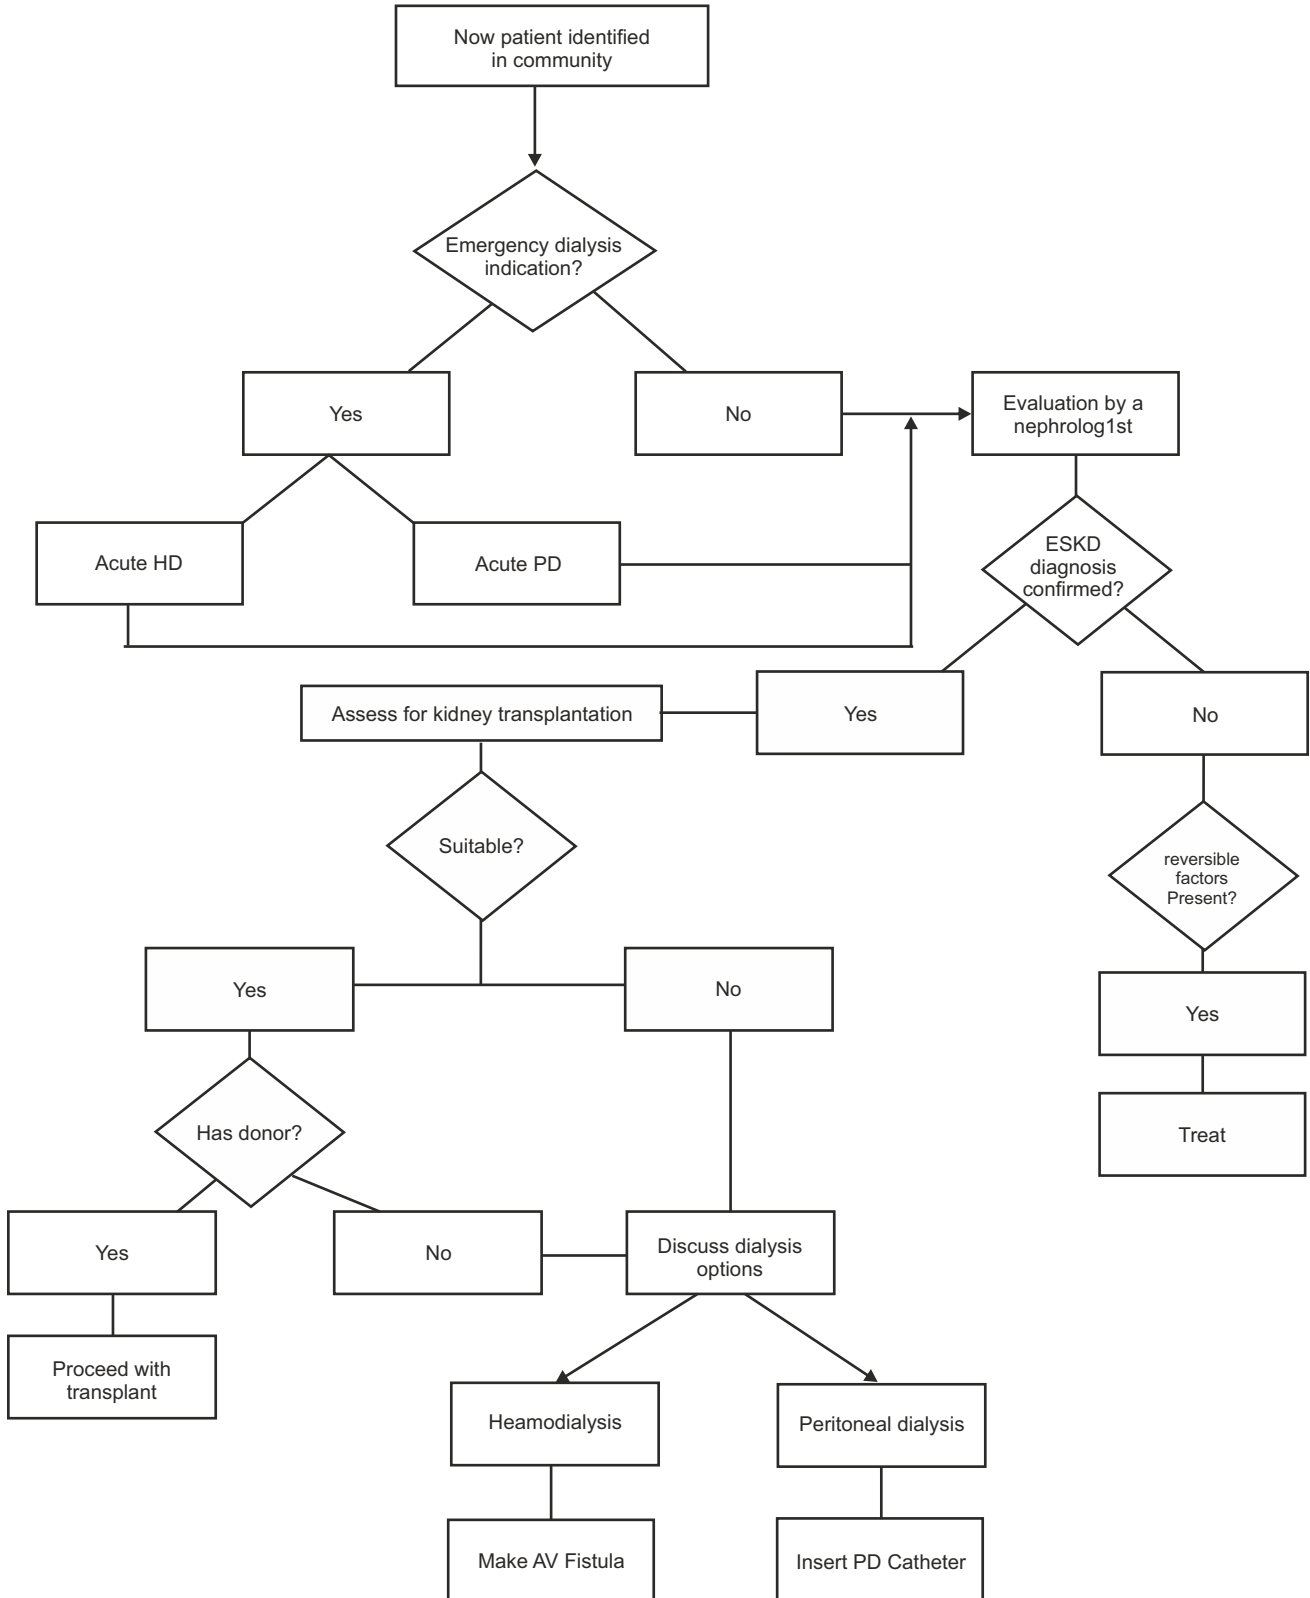 Now patient identified
in community
Emergency dialysis
indication?
Yes
No
Evaluation by a
nephrolog1st
Acute HD
Acute PD
ESKD
diagnosis
confirmed?
Assess for kidney transplantation
Yes
No
Suitable?
reversible
factors
Present?
Yes
No
Yes
Treat
Has donor?
Yes
No
Discuss dialysis
options
Proceed with
transplant
Heamodialysis
Peritoneal dialysis
Make AV Fistula
Insert PD Catheter